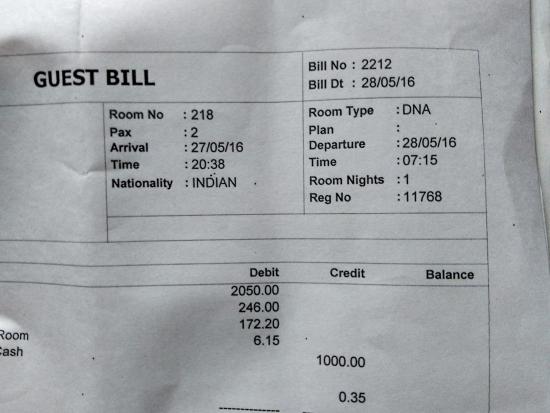 GUEST BILL
Bill No : 2212
Bill Dt : 28/05/16
Room No : 218
Pax : 2
Arrival : 27/05/16
Time : 20:38
Nationality : INDIAN
Room Type : DNA
Plan :
Departure : 28/05/16
Time : 07:15
Room Nights : 1
Reg No : 11768
Debit Credit Balance
2050.00
246.00
172.20
Room 6.15
Cash 1000.00
0.35